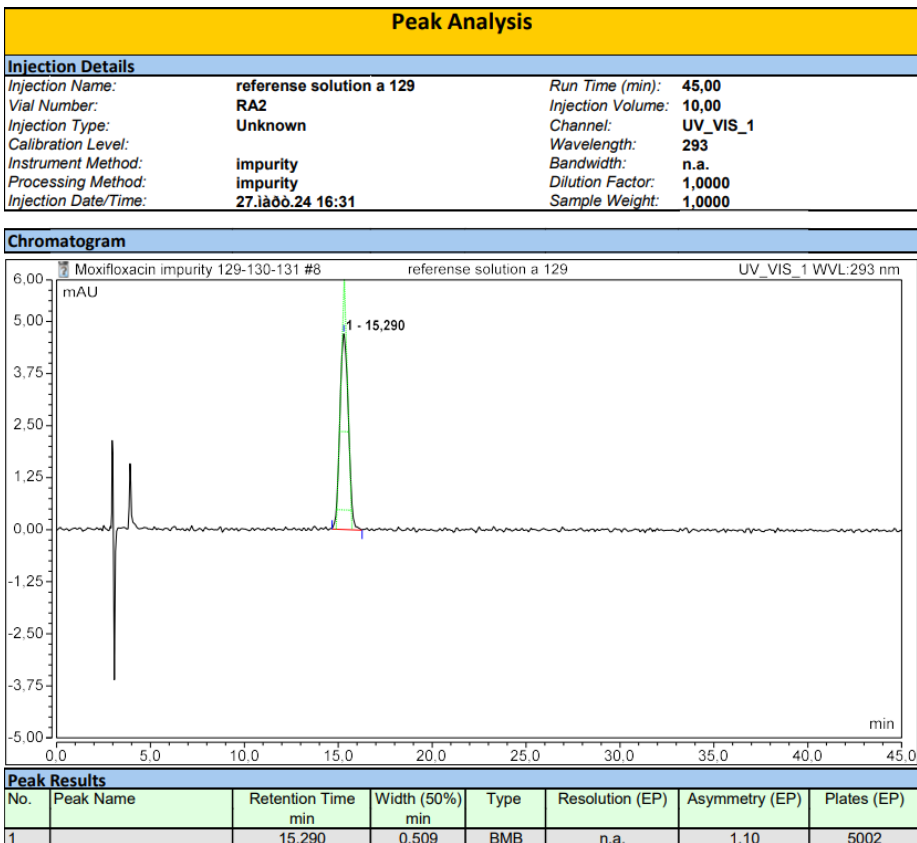 Peak Analysis
Injection Details
Injection Name: referense solution a 129 Run Time (min): 45,00
Vial Number: RA2 Injection Volume: 10,00
Injection Type: Unknown Channel: UV_VIS_1
Calibration Level: Wavelength: 293
Instrument Method: impurity Bandwidth: n.a.
Processing Method: impurity Dilution Factor: 1,0000
Injection Date/Time: 27.ìàðò.24 16:31 Sample Weight: 1,0000
Chromatogram
Moxifloxacin impurity 129-130-131 #8 referense solution a 129 UV_VIS_1 WVL:293 nm
6,00
mAU
5,00
1 - 15,290
3,75
2,50
1,25
0,00
-1,25
-2,50
-3,75
min
-5,00
0,0 5,0 10,0 15,0 20,0 25,0 30,0 35,0 40,0 45,0
Peak Results
No. Peak Name Retention Time Width (50%) Type Resolution (EP) Asymmetry (EP) Plates (EP)
min min
1 15,290 0,509 BMB n.a. 1,10 5002